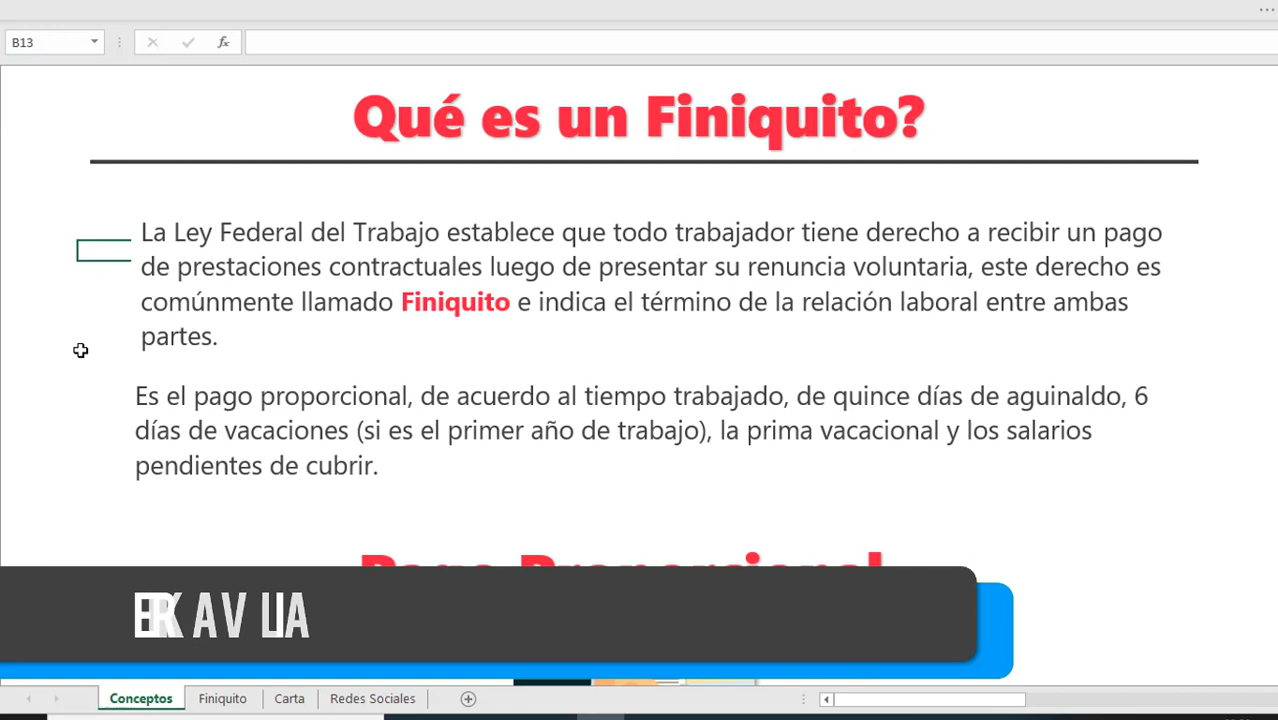 B13
fx
Qué es un Finiquito?
La Ley Federal del Trabajo establece que todo trabajador tiene derecho a recibir un pago
de prestaciones contractuales luego de presentar su renuncia voluntaria, este derecho es
comúnmente llamado Finiquito e indica el término de la relación laboral entre ambas
partes.
Es el pago proporcional, de acuerdo al tiempo trabajado, de quince días de aguinaldo, 6
días de vacaciones (si es el primer año de trabajo), la prima vacacional y los salarios
pendientes de cubrir.
Pago Proporcional
Conceptos Finiquito Carta Redes Sociales